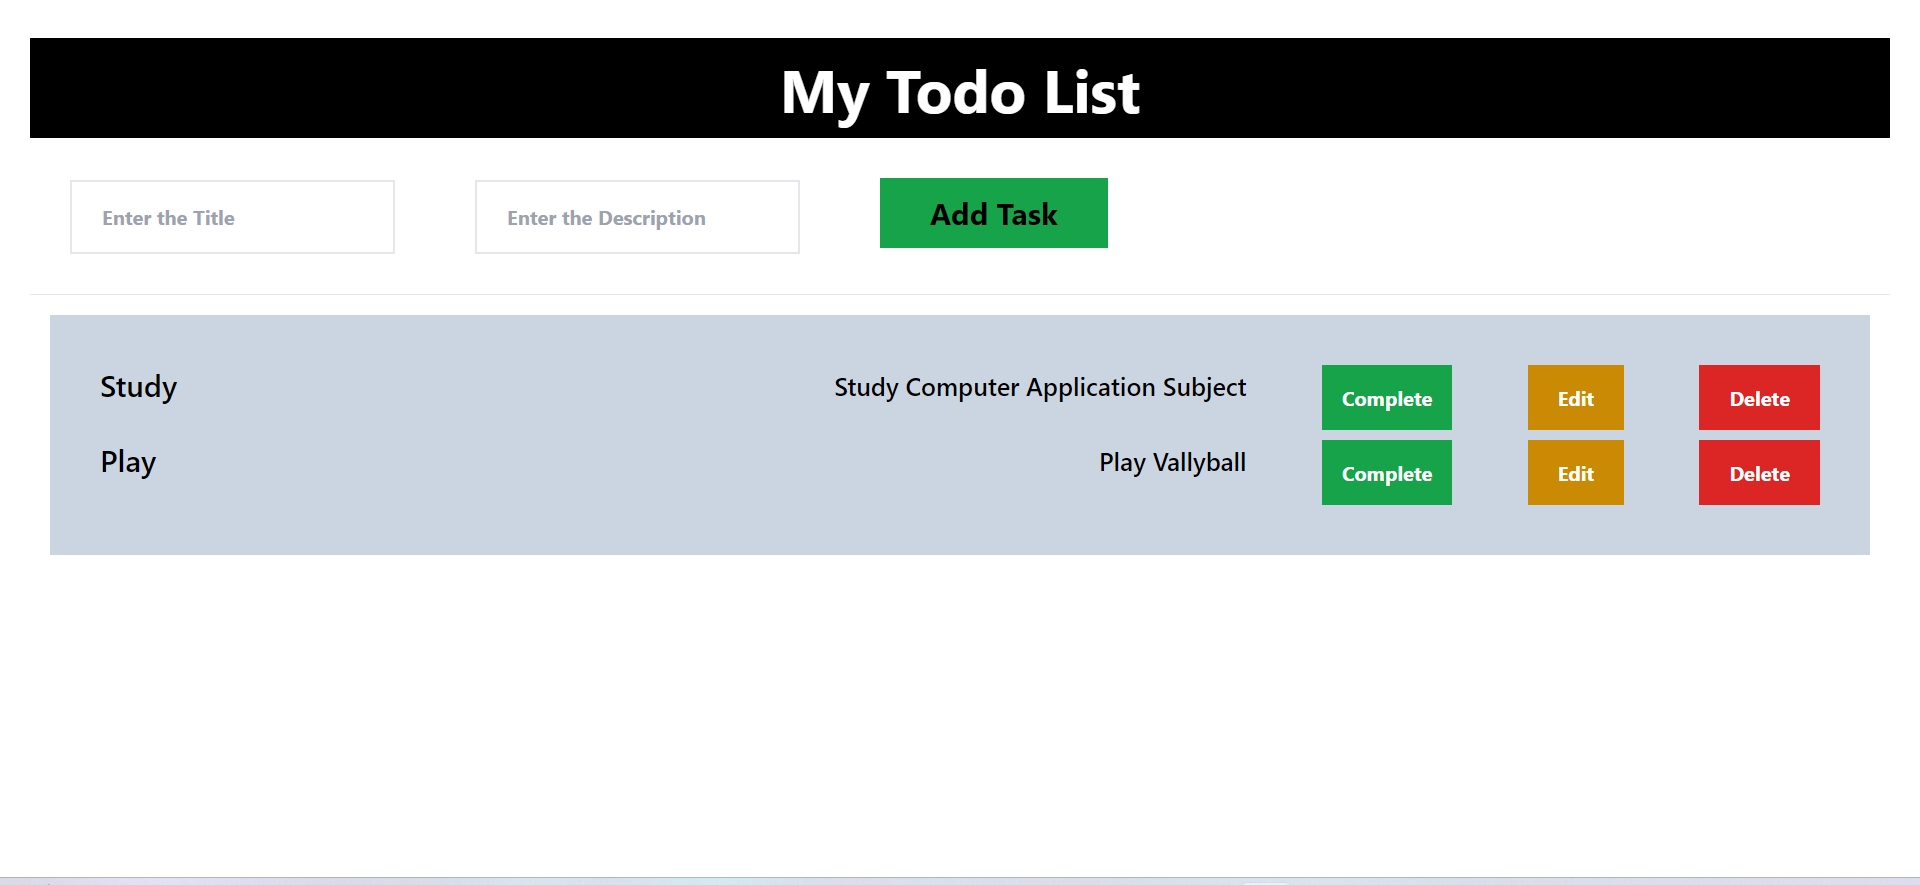 My Todo List
Enter the Title Enter the Description Add Task
Study Study Computer Application Subject Complete Edit Delete
Play Play Vallyball Complete Edit Delete